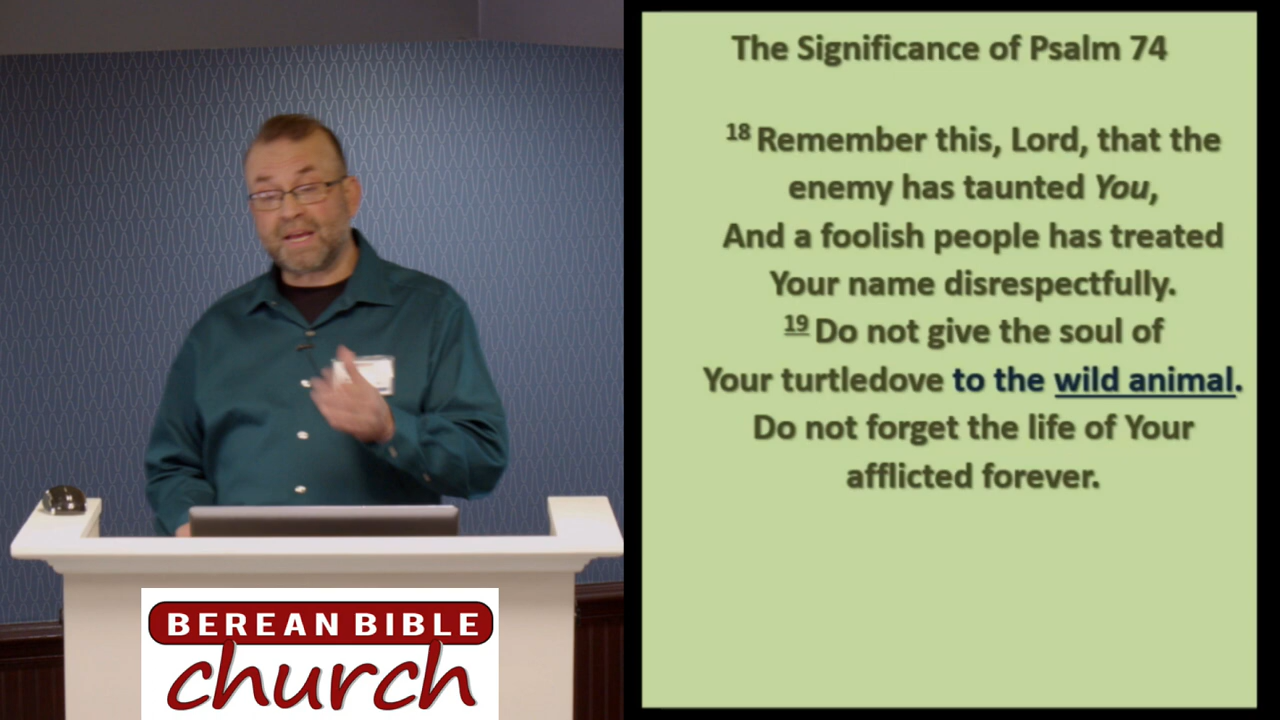 The Significance of Psalm 74
18 Remember this, Lord, that the
enemy has taunted You,
And a foolish people has treated
Your name disrespectfully.
19 Do not give the soul of
Your turtledove to the wild animal.
Do not forget the life of Your
afflicted forever.
BEREAN BIBLE
church